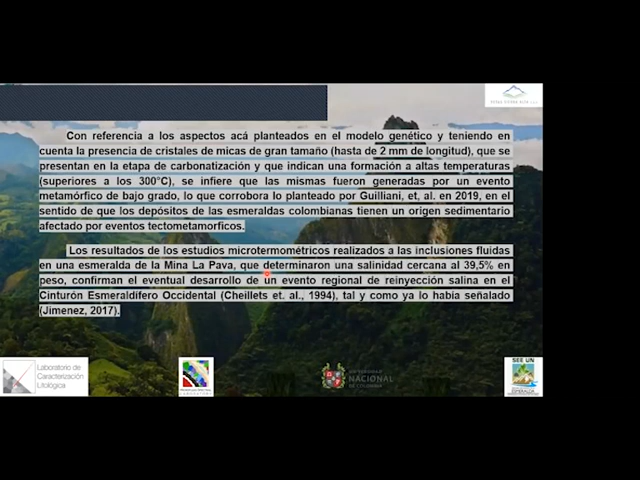 Con referencia a los aspectos acá planteados en el modelo genético y teniendo en
cuenta la presencia de cristales de micas de gran tamaño (hasta de 2 mm de longitud), que se
presentan en la etapa de carbonatización y que indican una formación a altas temperaturas
(superiores a los 300°C), se infiere que las mismas fueron generadas por un evento
metamórfico de bajo grado, lo que corrobora lo planteado por Guilliani, et, al. en 2019, en el
sentido de que los depósitos de las esmeraldas colombianas tienen un origen sedimentario
afectado por eventos tectometamorficos.
Los resultados de los estudios microtermométricos realizados a las inclusiones fluidas
en una esmeralda de la Mina La Pava, que determinaron una salinidad cercana al 39,5% en
peso, confirman el eventual desarrollo de un evento regional de reinyección salina en el
Cinturón Esmeraldífero Occidental (Cheillets et. al., 1994), tal y como ya lo había señalado
(Jimenez, 2017).
Laboratorio de
Caracterización
Litológica
UNIVERSIDAD
NACIONAL
DE COLOMBIA
SEE UN